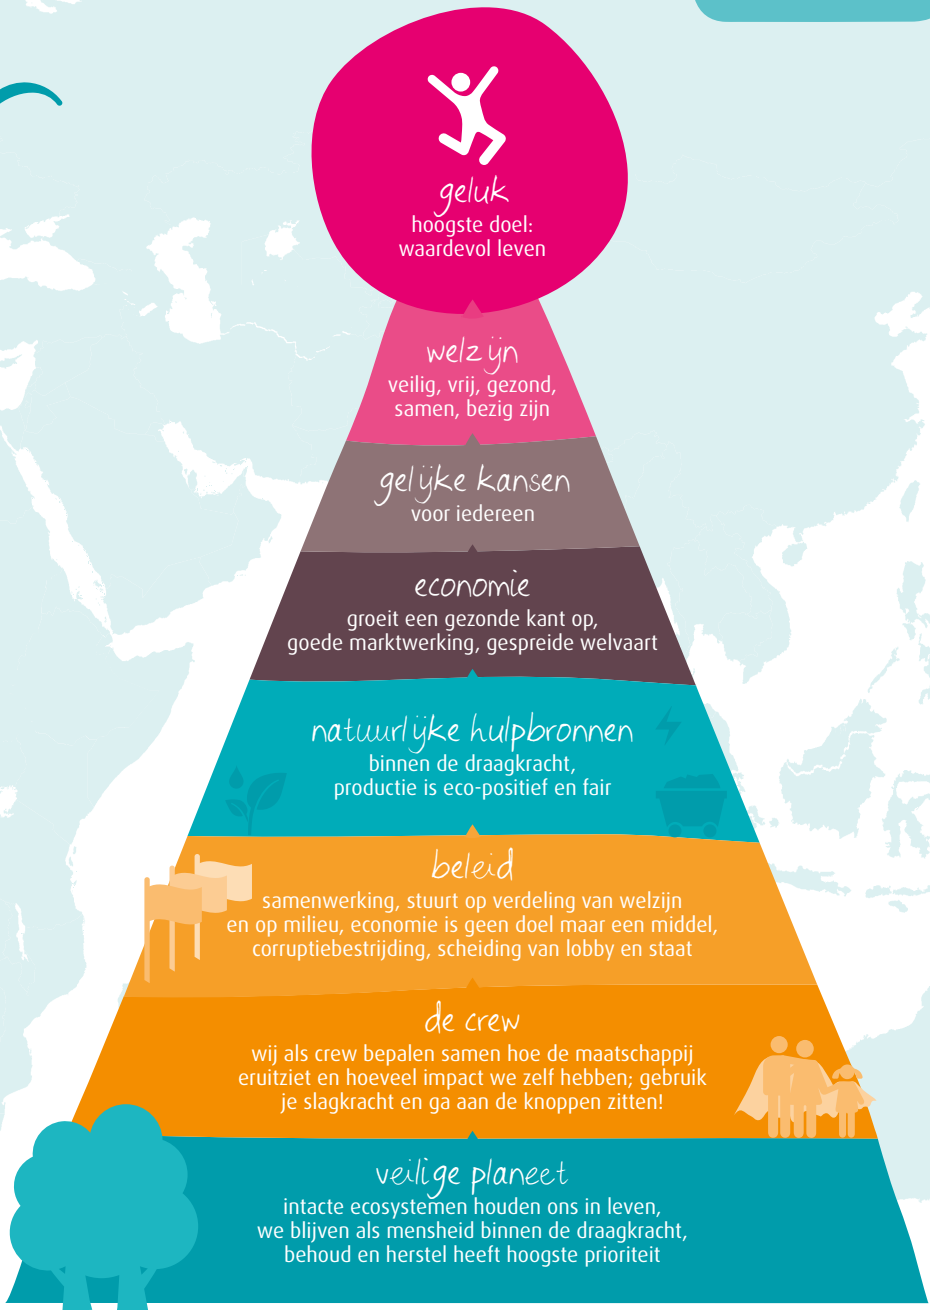 geluk
hoogste doel:
waardevol leven
welzijn
veilig, vrij, gezond,
samen, bezig zijn
gelijke kansen
voor iedereen
economie
groeit een gezonde kant op,
goede marktwerking, gespreide welvaart
natuurlijke hulpbronnen
binnen de draagkracht,
productie is eco-positief en fair
beleid
samenwerking, stuurt op verdeling van welzijn
en op milieu, economie is geen doel maar een middel,
corruptiebestrijding, scheiding van lobby en staat
de crew
wij als crew bepalen samen hoe de maatschappij
eruitziet en hoeveel impact we zelf hebben; gebruik
je slagkracht en ga aan de knoppen zitten!
veilige planeet
intacte ecosystemen houden ons in leven,
we blijven als mensheid binnen de draagkracht,
behoud en herstel heeft hoogste prioriteit